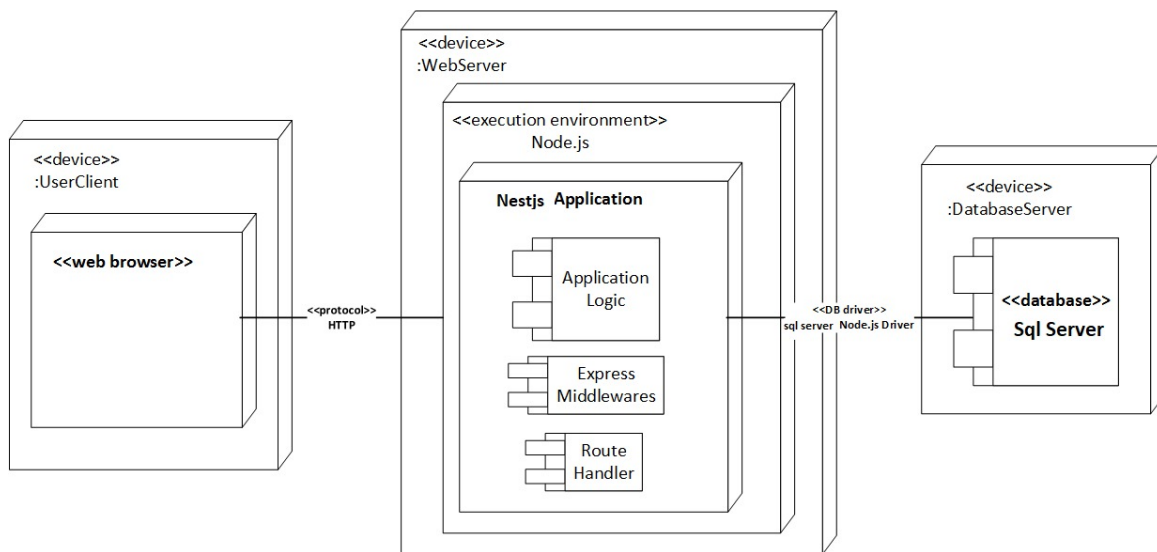 <<device>>
:UserClient
<<web browser>>
<<protocol>>
HTTP
<<device>>
:WebServer
<<execution environment>>
Node.js
Nestjs Application
Application
Logic
Express
Middlewares
Route
Handler
<<DB driver>>
sql server Node.js Driver
<<device>>
:DatabaseServer
<<database>>
Sql Server